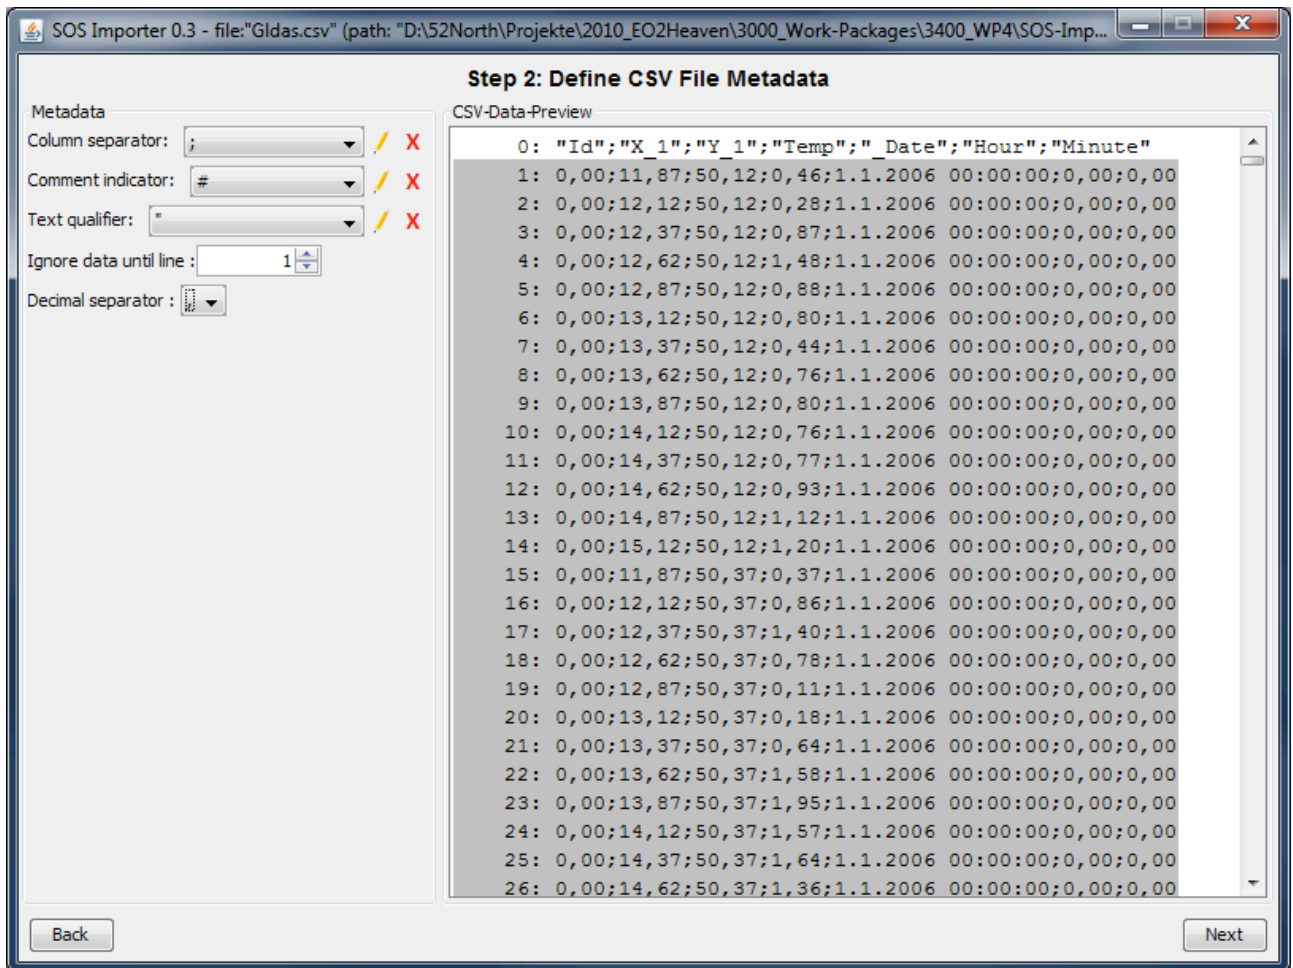 SOS Importer 0.3 - file:"Gldas.csv" (path: "D:\52North\Projekte\2010_EO2Heaven\3000_Work-Packages\3400_WP4\SOS-Imp...
Step 2: Define CSV File Metadata
Metadata
Column separator: ;
X
Comment indicator: #
X
Text qualifier: "
X
Ignore data until line : 1
Decimal separator : ,
CSV-Data-Preview
0: "Id";"X_1";"Y_1";"Temp";"_Date";"Hour";"Minute"
1: 0,00;11,87;50,12;0,46;1.1.2006 00:00:00;0,00;0,00
2: 0,00;12,12;50,12;0,28;1.1.2006 00:00:00;0,00;0,00
3: 0,00;12,37;50,12;0,87;1.1.2006 00:00:00;0,00;0,00
4: 0,00;12,62;50,12;1,48;1.1.2006 00:00:00;0,00;0,00
5: 0,00;12,87;50,12;0,88;1.1.2006 00:00:00;0,00;0,00
6: 0,00;13,12;50,12;0,80;1.1.2006 00:00:00;0,00;0,00
7: 0,00;13,37;50,12;0,44;1.1.2006 00:00:00;0,00;0,00
8: 0,00;13,62;50,12;0,76;1.1.2006 00:00:00;0,00;0,00
9: 0,00;13,87;50,12;0,80;1.1.2006 00:00:00;0,00;0,00
10: 0,00;14,12;50,12;0,76;1.1.2006 00:00:00;0,00;0,00
11: 0,00;14,37;50,12;0,77;1.1.2006 00:00:00;0,00;0,00
12: 0,00;14,62;50,12;0,93;1.1.2006 00:00:00;0,00;0,00
13: 0,00;14,87;50,12;1,12;1.1.2006 00:00:00;0,00;0,00
14: 0,00;15,12;50,12;1,20;1.1.2006 00:00:00;0,00;0,00
15: 0,00;11,87;50,37;0,37;1.1.2006 00:00:00;0,00;0,00
16: 0,00;12,12;50,37;0,86;1.1.2006 00:00:00;0,00;0,00
17: 0,00;12,37;50,37;1,40;1.1.2006 00:00:00;0,00;0,00
18: 0,00;12,62;50,37;0,78;1.1.2006 00:00:00;0,00;0,00
19: 0,00;12,87;50,37;0,11;1.1.2006 00:00:00;0,00;0,00
20: 0,00;13,12;50,37;0,18;1.1.2006 00:00:00;0,00;0,00
21: 0,00;13,37;50,37;0,64;1.1.2006 00:00:00;0,00;0,00
22: 0,00;13,62;50,37;1,58;1.1.2006 00:00:00;0,00;0,00
23: 0,00;13,87;50,37;1,95;1.1.2006 00:00:00;0,00;0,00
24: 0,00;14,12;50,37;1,57;1.1.2006 00:00:00;0,00;0,00
25: 0,00;14,37;50,37;1,64;1.1.2006 00:00:00;0,00;0,00
26: 0,00;14,62;50,37;1,36;1.1.2006 00:00:00;0,00;0,00
Back
Next